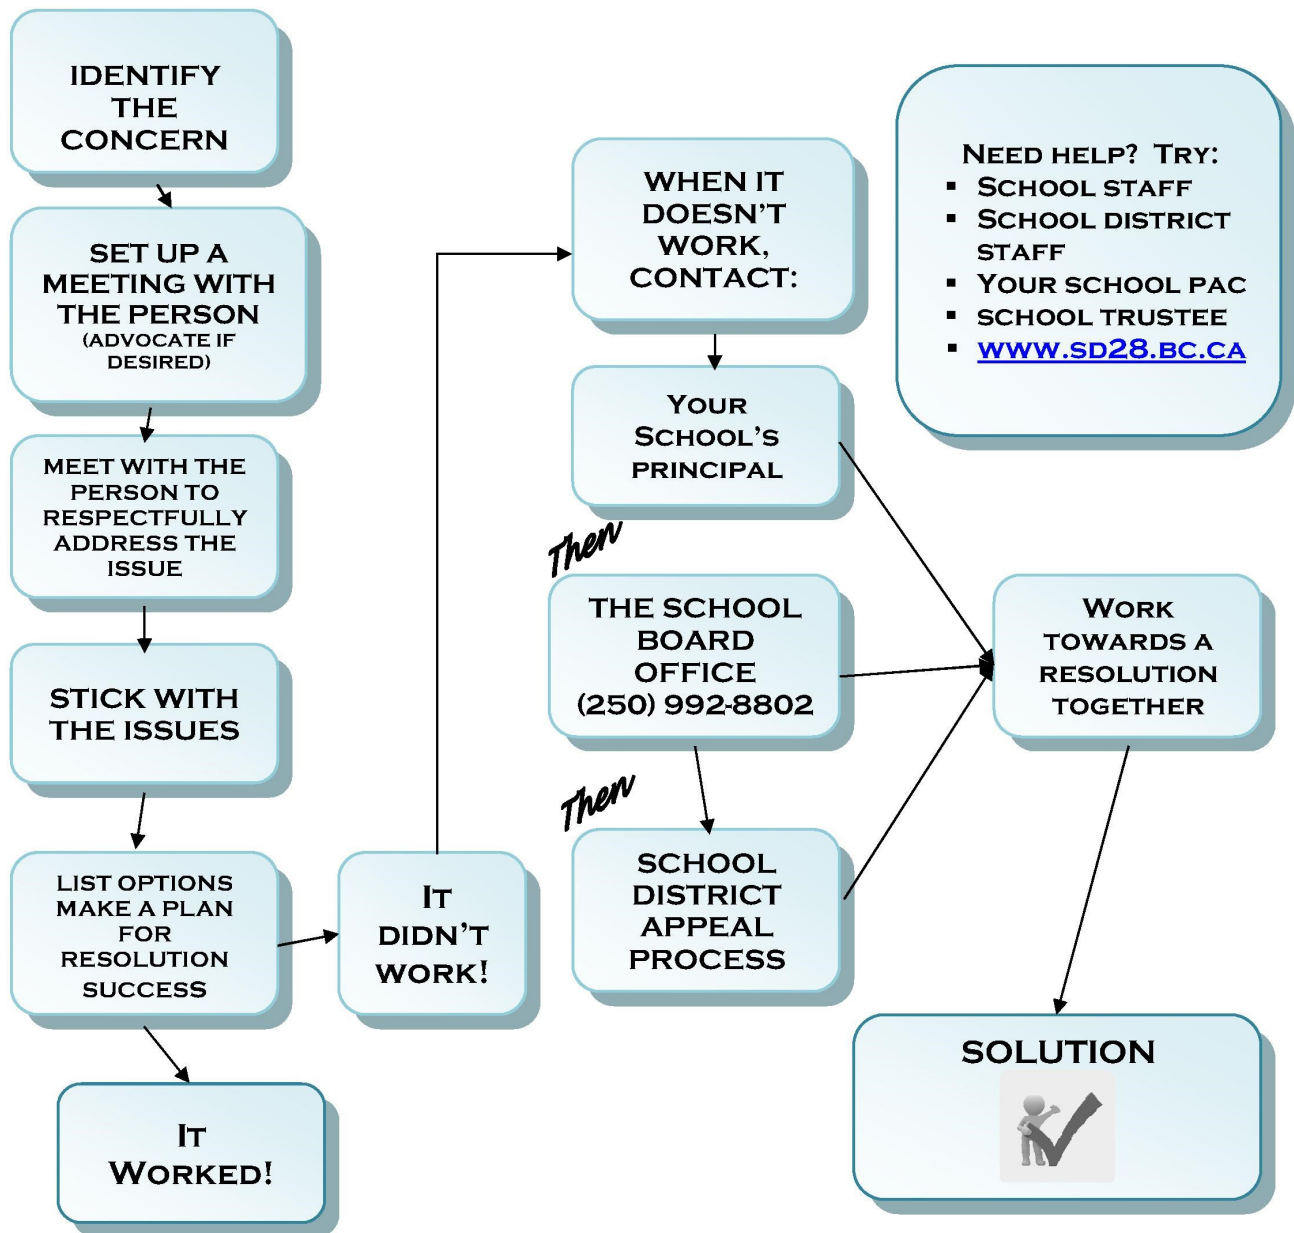 IDENTIFY
THE
CONCERN
SET UP A
MEETING WITH
THE PERSON
(ADVOCATE IF
DESIRED)
MEET WITH THE
PERSON TO
RESPECTFULLY
ADDRESS THE
ISSUE
STICK WITH
THE ISSUES
LIST OPTIONS
MAKE A PLAN
FOR
RESOLUTION
SUCCESS
IT
WORKED!
IT
DIDN'T
WORK!
WHEN IT
DOESN'T
WORK,
CONTACT:
YOUR
SCHOOL'S
PRINCIPAL
Then
THE SCHOOL
BOARD
OFFICE
(250) 992-8802
Then
SCHOOL
DISTRICT
APPEAL
PROCESS
NEED HELP? TRY:
▪ SCHOOL STAFF
▪ SCHOOL DISTRICT
STAFF
▪ YOUR SCHOOL PAC
▪ SCHOOL TRUSTEE
▪ WWW.SD28.BC.CA
WORK
TOWARDS A
RESOLUTION
TOGETHER
SOLUTION